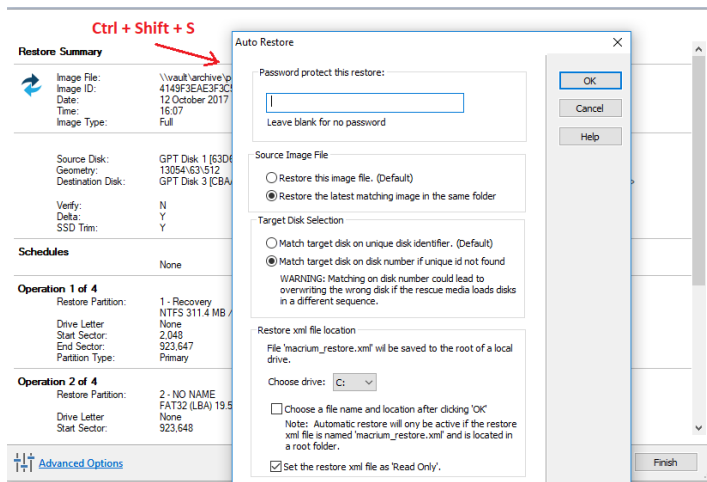 Ctrl + Shift + S
Restore Summary
Image File: \\vault\archive\p
Image ID: 4149F3EAE3F3C
Date: 12 October 2017
Time: 16:07
Image Type: Full
Source Disk: GPT Disk 1 [63D6
Geometry: 13054\63\512
Destination Disk: GPT Disk 3 [CBA
Verify: N
Delta: Y
SSD Trim: Y
Schedules
None
Operation 1 of 4
Restore Partition: 1 - Recovery
NTFS 311.4 MB /
Drive Letter None
Start Sector: 2,048
End Sector: 923,647
Partition Type: Primary
Operation 2 of 4
Restore Partition: 2 - NO NAME
FAT32 (LBA) 19.5
Drive Letter None
Start Sector: 923,648
Advanced Options
Auto Restore
Password protect this restore:
Leave blank for no password
Source Image File
Restore this image file. (Default)
Restore the latest matching image in the same folder
Target Disk Selection
Match target disk on unique disk identifier. (Default)
Match target disk on disk number if unique id not found
WARNING: Matching on disk number could lead to
overwriting the wrong disk if the rescue media loads disks
in a different sequence.
Restore xml file location
File 'macrium_restore.xml' wil be saved to the root of a local
drive.
Choose drive: C:
Choose a file name and location after clicking 'OK'
Note: Automatic restore will ony be active if the restore
xml file is named 'macrium_restore.xml' and is located in
a root folder.
Set the restore xml file as 'Read Only'.
OK
Cancel
Help
Finish